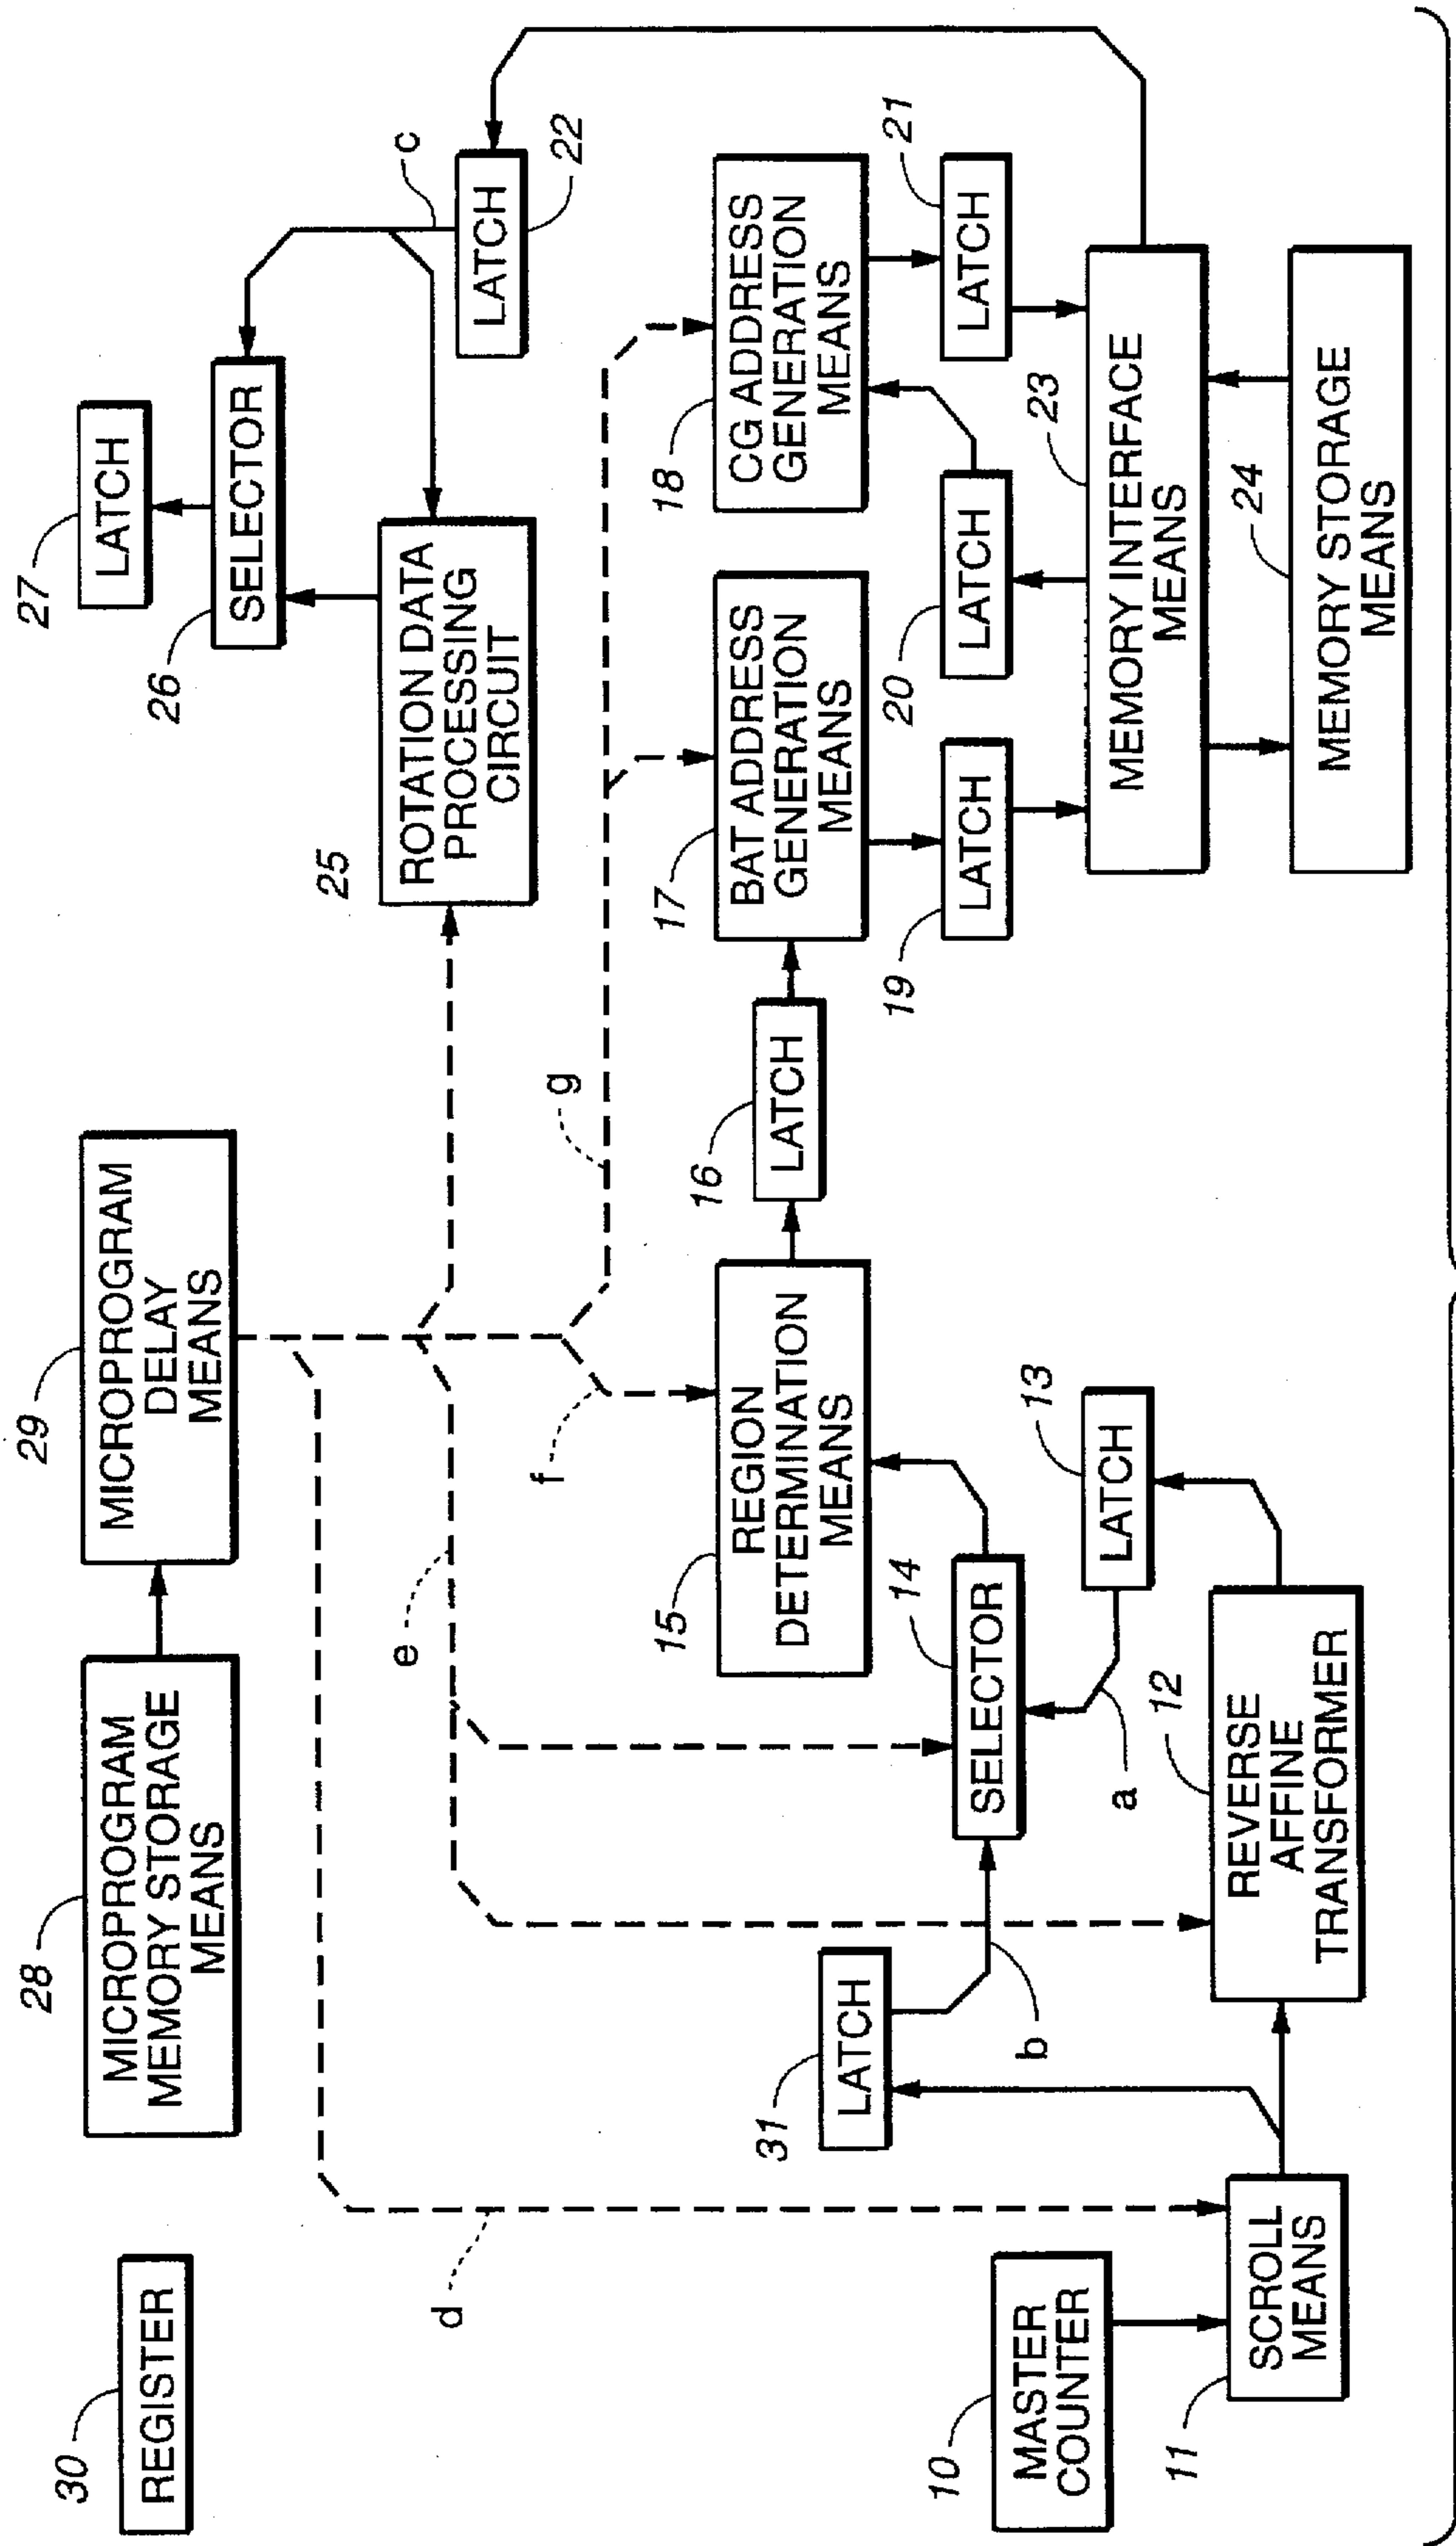 30
REGISTER
28
MICROPROGRAM
MEMORY STORAGE
MEANS
29
MICROPROGRAM
DELAY
MEANS
27
LATCH
26
SELECTOR
25
ROTATION DATA
PROCESSING
CIRCUIT
c
LATCH
22
d
e
f
g
15
REGION
DETERMINATION
MEANS
16
LATCH
17
BAT ADDRESS
GENERATION
MEANS
18
CG ADDRESS
GENERATION
MEANS
31
LATCH
b
14
SELECTOR
a
13
LATCH
19
LATCH
20
LATCH
21
LATCH
10
MASTER
COUNTER
11
SCROLL
MEANS
12
REVERSE
AFFINE
TRANSFORMER
23
MEMORY INTERFACE
MEANS
24
MEMORY STORAGE
MEANS